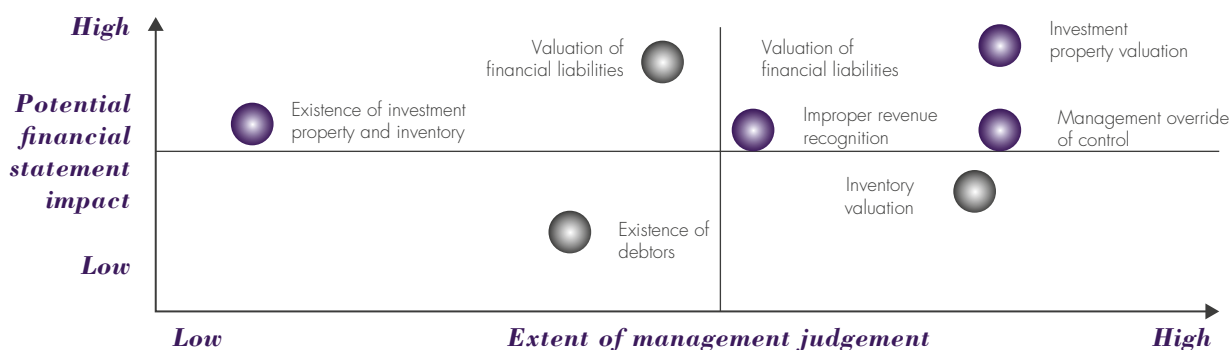 High
Potential
financial
statement
impact
Low
Valuation of
financial liabilities
Valuation of
financial liabilities
Investment
property valuation
Existence of investment
property and inventory
Improper revenue
recognition
Management override
of control
Inventory
valuation
Existence of
debtors
Low
Extent of management judgement
High